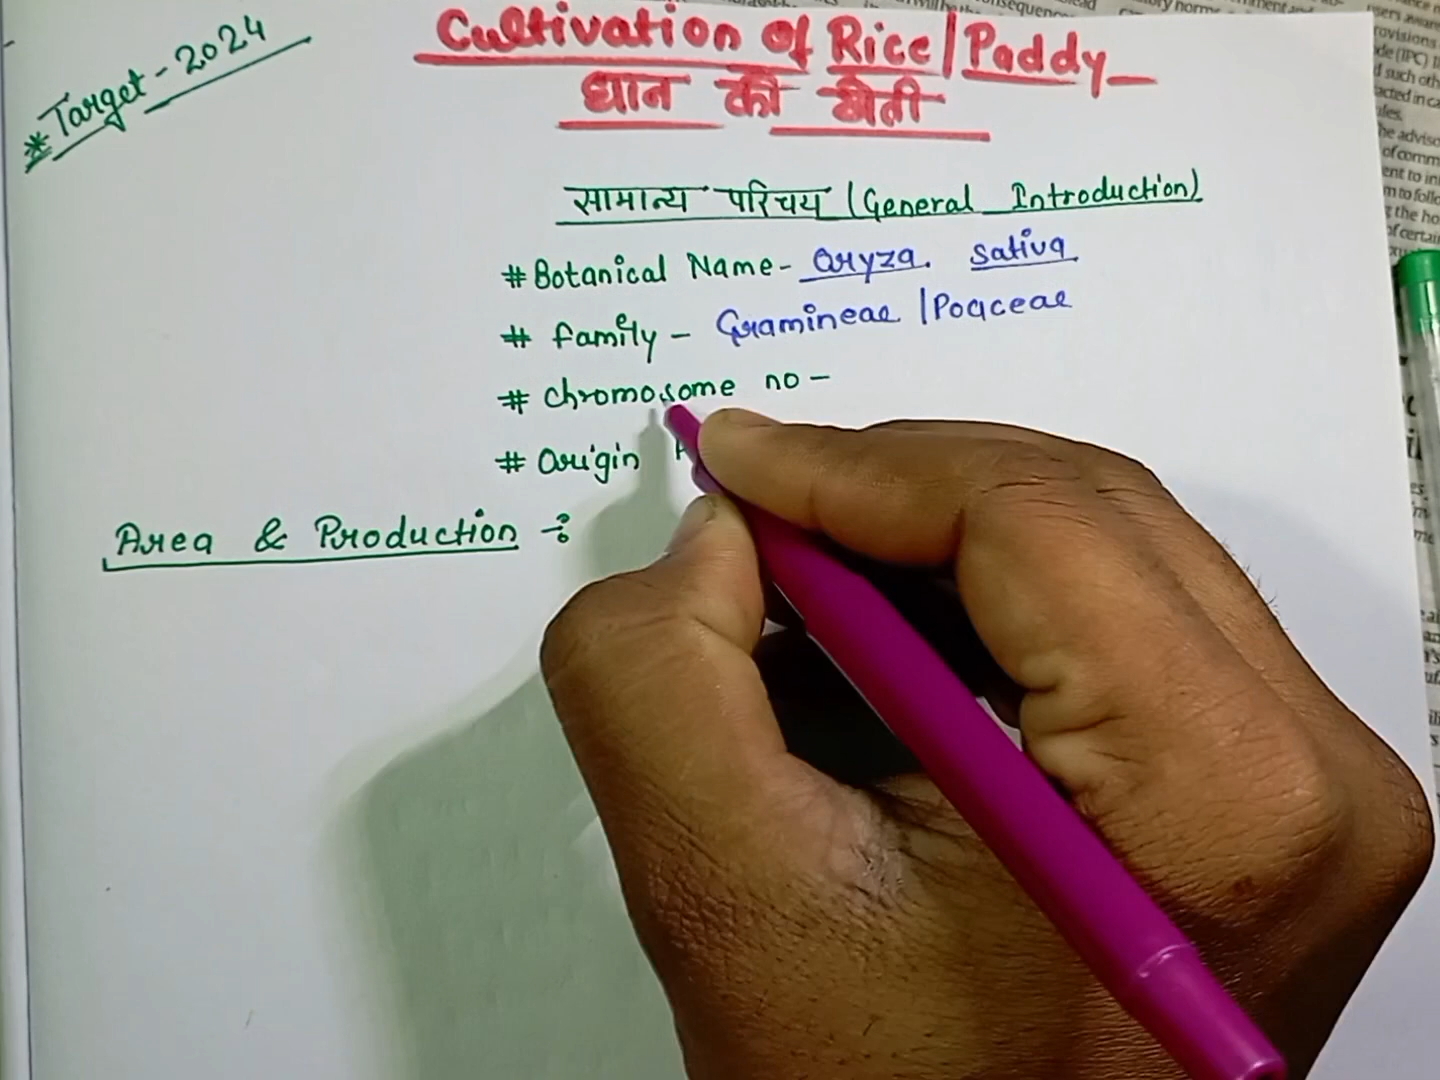 * Target-2024
Cultivation of Rice/Paddy
धान की खेती
सामान्य परिचय (General Introduction)
# Botanical Name- Oryza. Sativa
# family - Gramineae / Poaceae
# Chromosome no -
# Origin
Area & Production -: